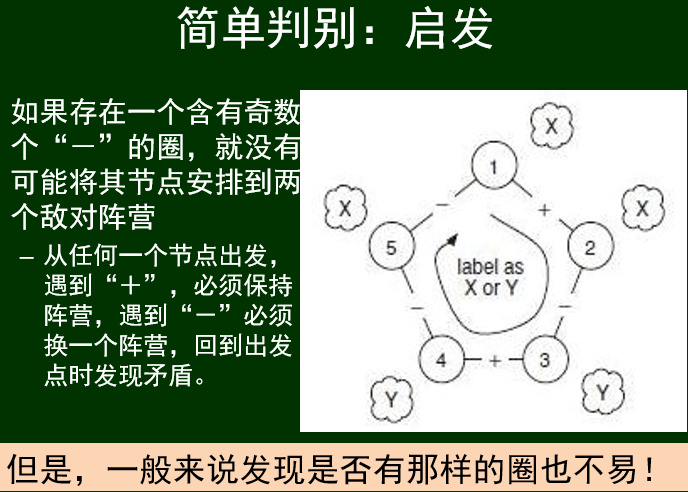 简单判别：启发
如果存在一个含有奇数
个“－”的圈，就没有
可能将其节点安排到两
个敌对阵营
– 从任何一个节点出发，
遇到“＋”，必须保持
阵营，遇到“－”必须
换一个阵营，回到出发
点时发现矛盾。
X
1
X
－
＋
X
5
2
label as
X or Y
－
－
4
＋
3
Y
Y
但是，一般来说发现是否有那样的圈也不易！